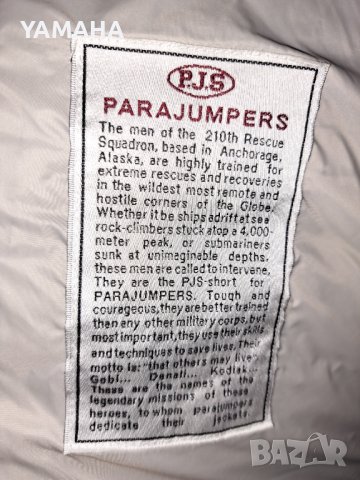 YAMAHA
P.J.S
PARAJUMPERS
The men of the 210th Rescue
Squadron, based in Anchorage,
Alaska, are highly trained for
extreme rescues and recoveries
in the wildest most remote and
hostile corners of the Globe.
Whether it be ships adrift at sea
rock-climbers stuck atop a 4,000-
meter peak, or submariners
sunk at unimaginable depths.
these men are called to intervene.
They are the PJS-short for
PARAJUMPERS. Tough and
courageous, they are better trained
than any other military corps, but
most important, they use their skills
and techniques to save lives. Their
motto is: "that others may live"
Gobi... Denali... Kodiak...
These are the names of the
legendary missions of these
heroes, to whom parajumpers
dedicate their jackets.
BAZAR
bg